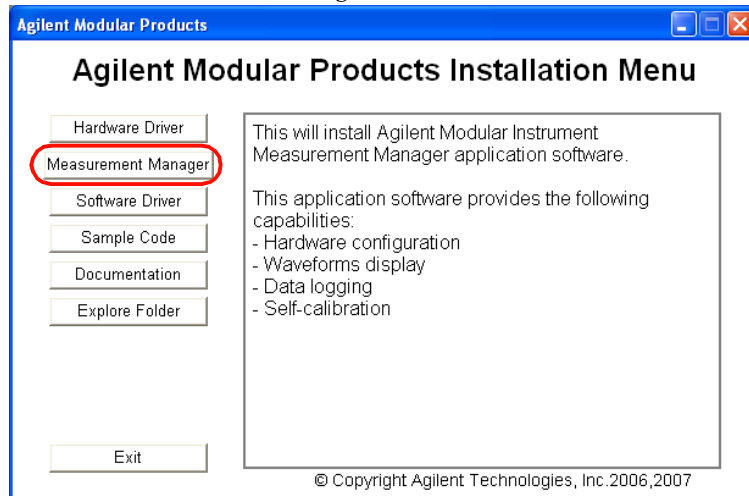 Agilent Modular Products
Agilent Modular Products Installation Menu
Hardware Driver
Measurement Manager
Software Driver
Sample Code
Documentation
Explore Folder
Exit
This will install Agilent Modular Instrument
Measurement Manager application software.
This application software provides the following
capabilities:
- Hardware configuration
- Waveforms display
- Data logging
- Self-calibration
© Copyright Agilent Technologies, Inc.2006,2007